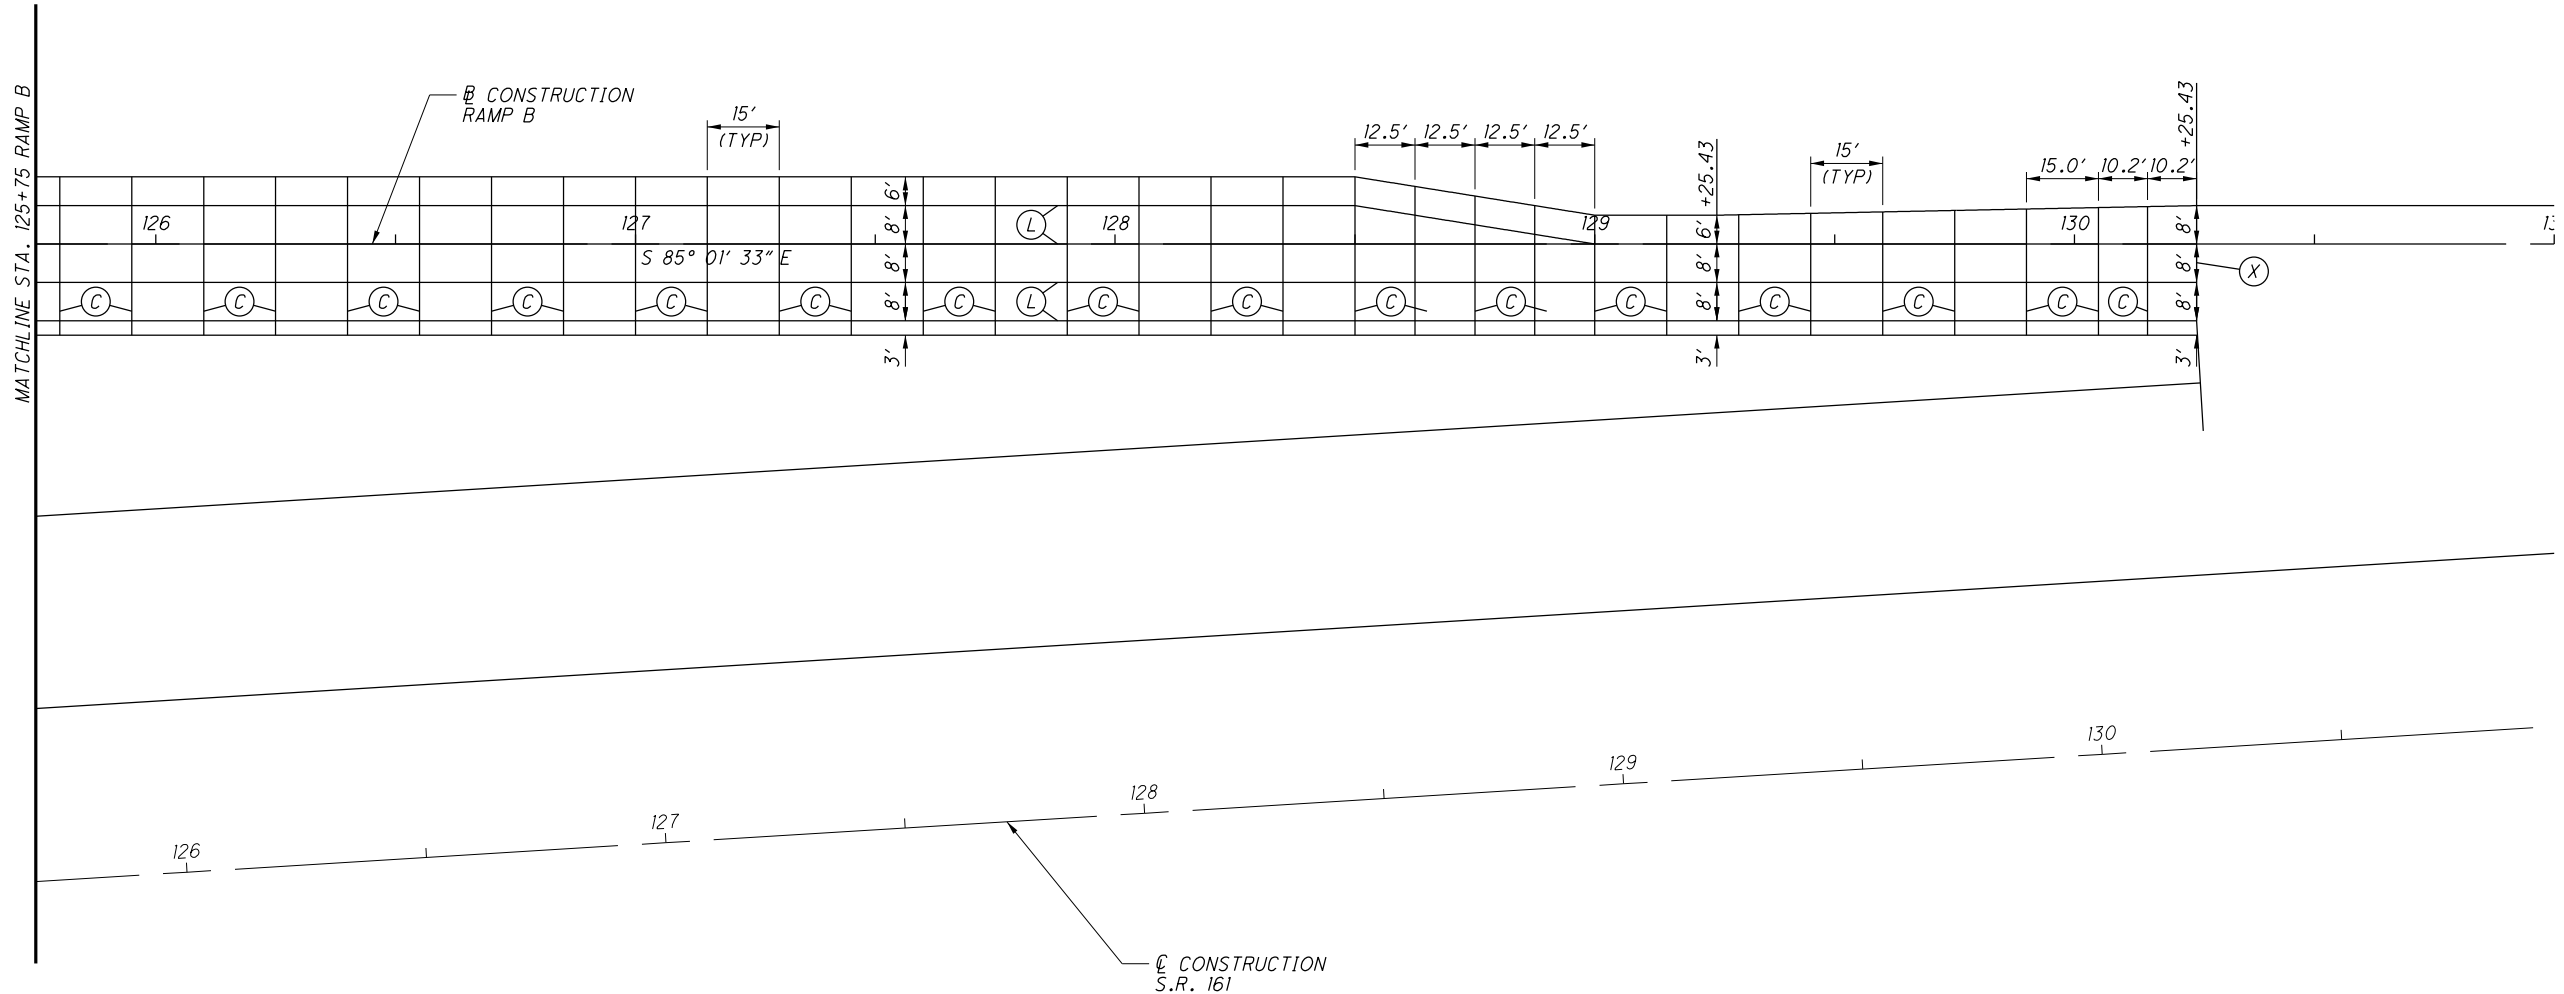 MATCHLINE STA. 125+75 RAMP B
BL CONSTRUCTION
RAMP B
15'
(TYP)
12.5' 12.5' 12.5' 12.5'
+25.43
15'
(TYP)
15.0' 10.2' 10.2'
+25.43
126
127
128
129
130
6'
8'
8'
8'
3'
6'
8'
8'
3'
8'
8'
8'
3'
L
L
X
S 85° 01' 33" E
C C C C C C C C C C C C C C C C
126
127
128
129
130
CL CONSTRUCTION
S.R. 161